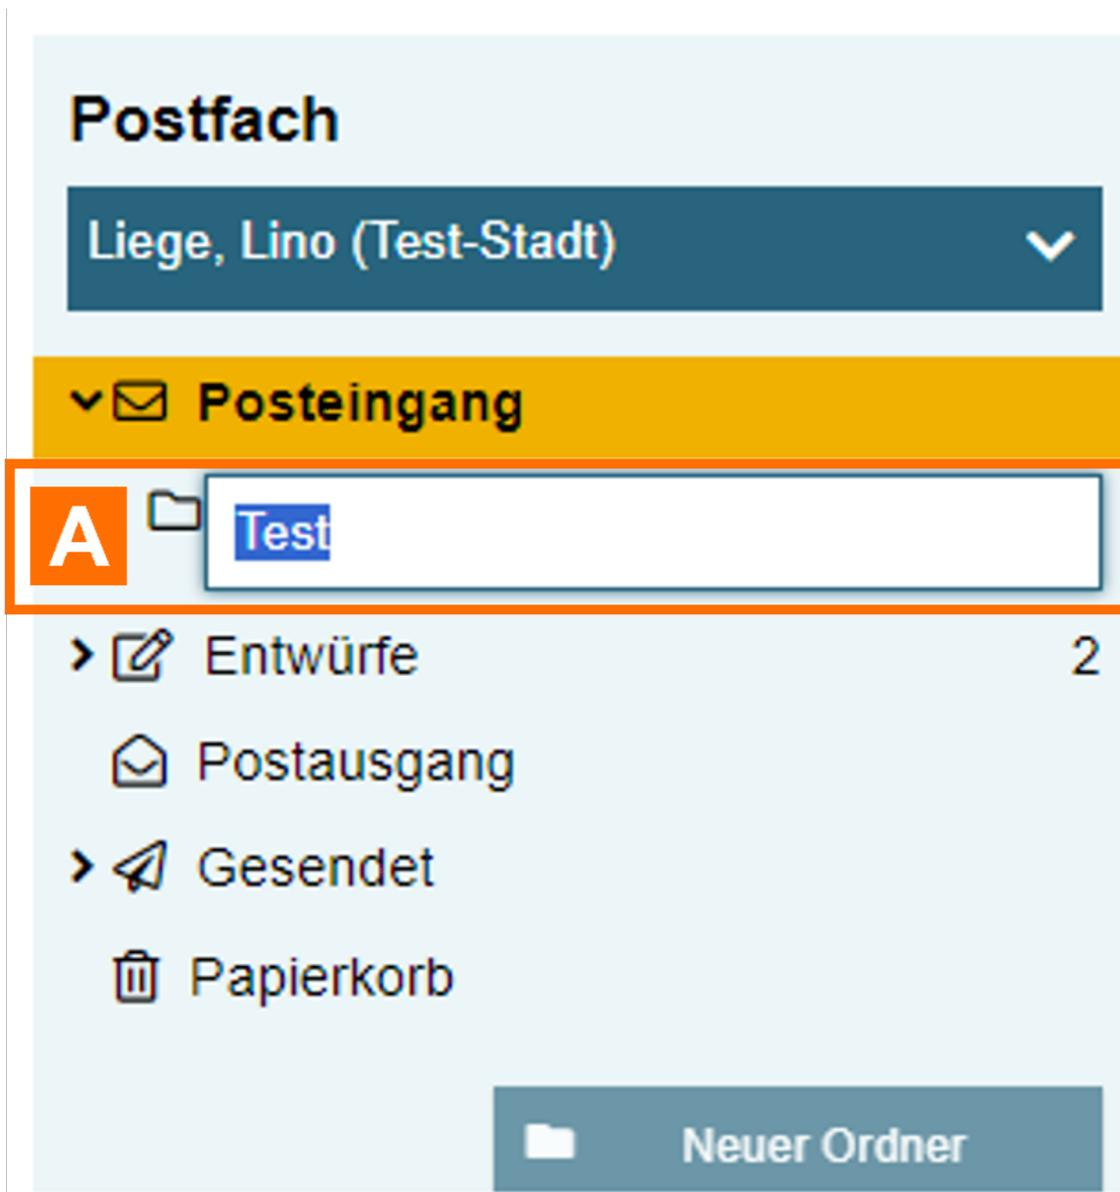 Postfach
Liege, Lino (Test-Stadt)
Posteingang
A Test
Entwürfe 2
Postausgang
Gesendet
Papierkorb
Neuer Ordner